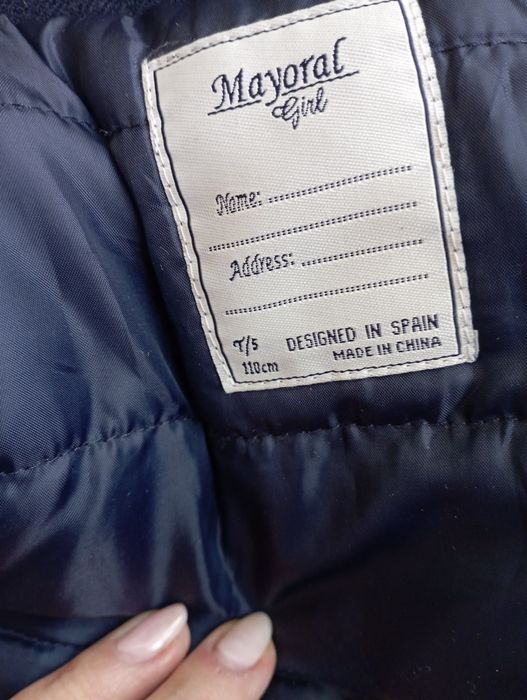 Mayoral
Girl
Name: ..............................
..............................................
Address: .........................
..............................................
T/5 DESIGNED IN SPAIN
110cm MADE IN CHINA